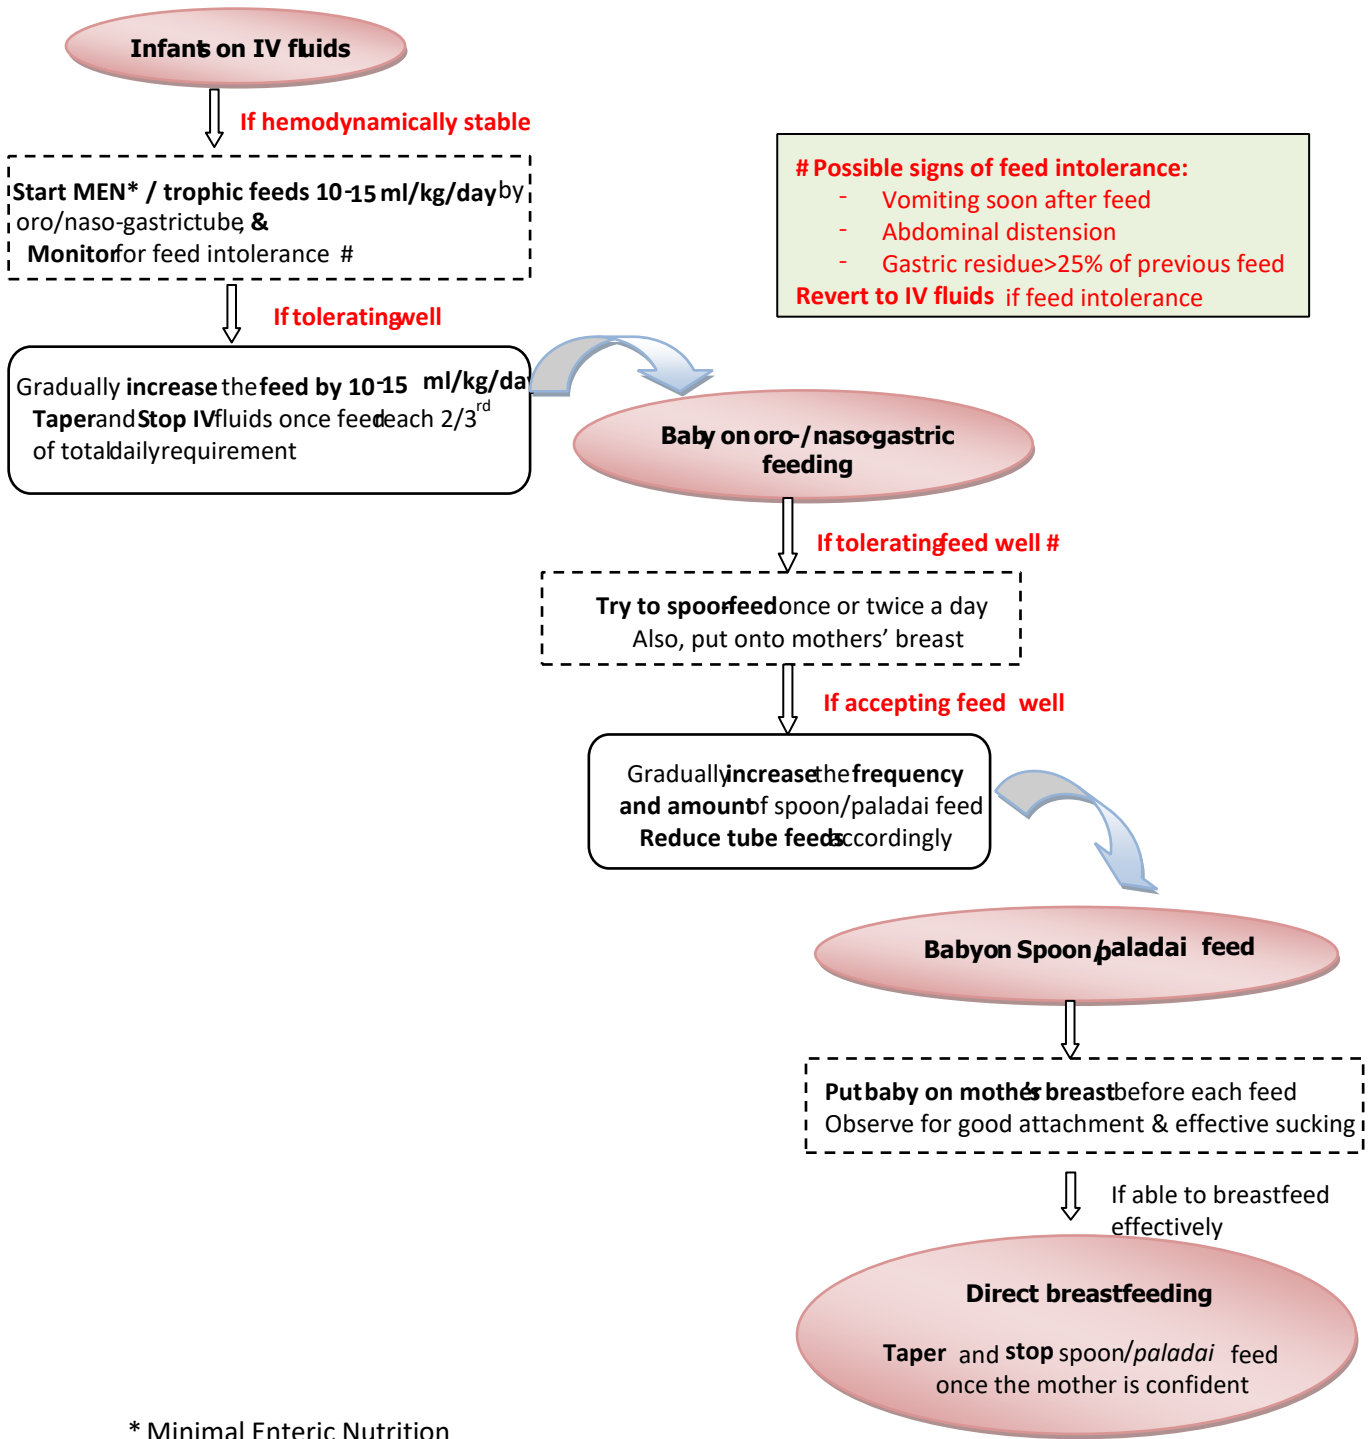 Infants on IV fluids
If hemodynamically stable
Start MEN* / trophic feeds 10-15 ml/kg/day by
oro/naso-gastrictube, &
Monitor for feed intolerance #
# Possible signs of feed intolerance:
- Vomiting soon after feed
- Abdominal distension
- Gastric residue>25% of previous feed
Revert to IV fluids if feed intolerance
If tolerating well
Gradually increase the feed by 10-15 ml/kg/day
Taper and Stop IV fluids once feed reach 2/3rd
of total daily requirement
Baby on oro-/naso-gastric
feeding
If tolerating feed well #
Try to spoon-feed once or twice a day
Also, put onto mothers’ breast
If accepting feed well
Gradually increase the frequency
and amount of spoon/paladai feed
Reduce tube feeds accordingly
Baby on Spoon/paladai feed
Put baby on mother’s breast before each feed
Observe for good attachment & effective sucking
If able to breastfeed
effectively
Direct breastfeeding
Taper and stop spoon/paladai feed
once the mother is confident
* Minimal Enteric Nutrition